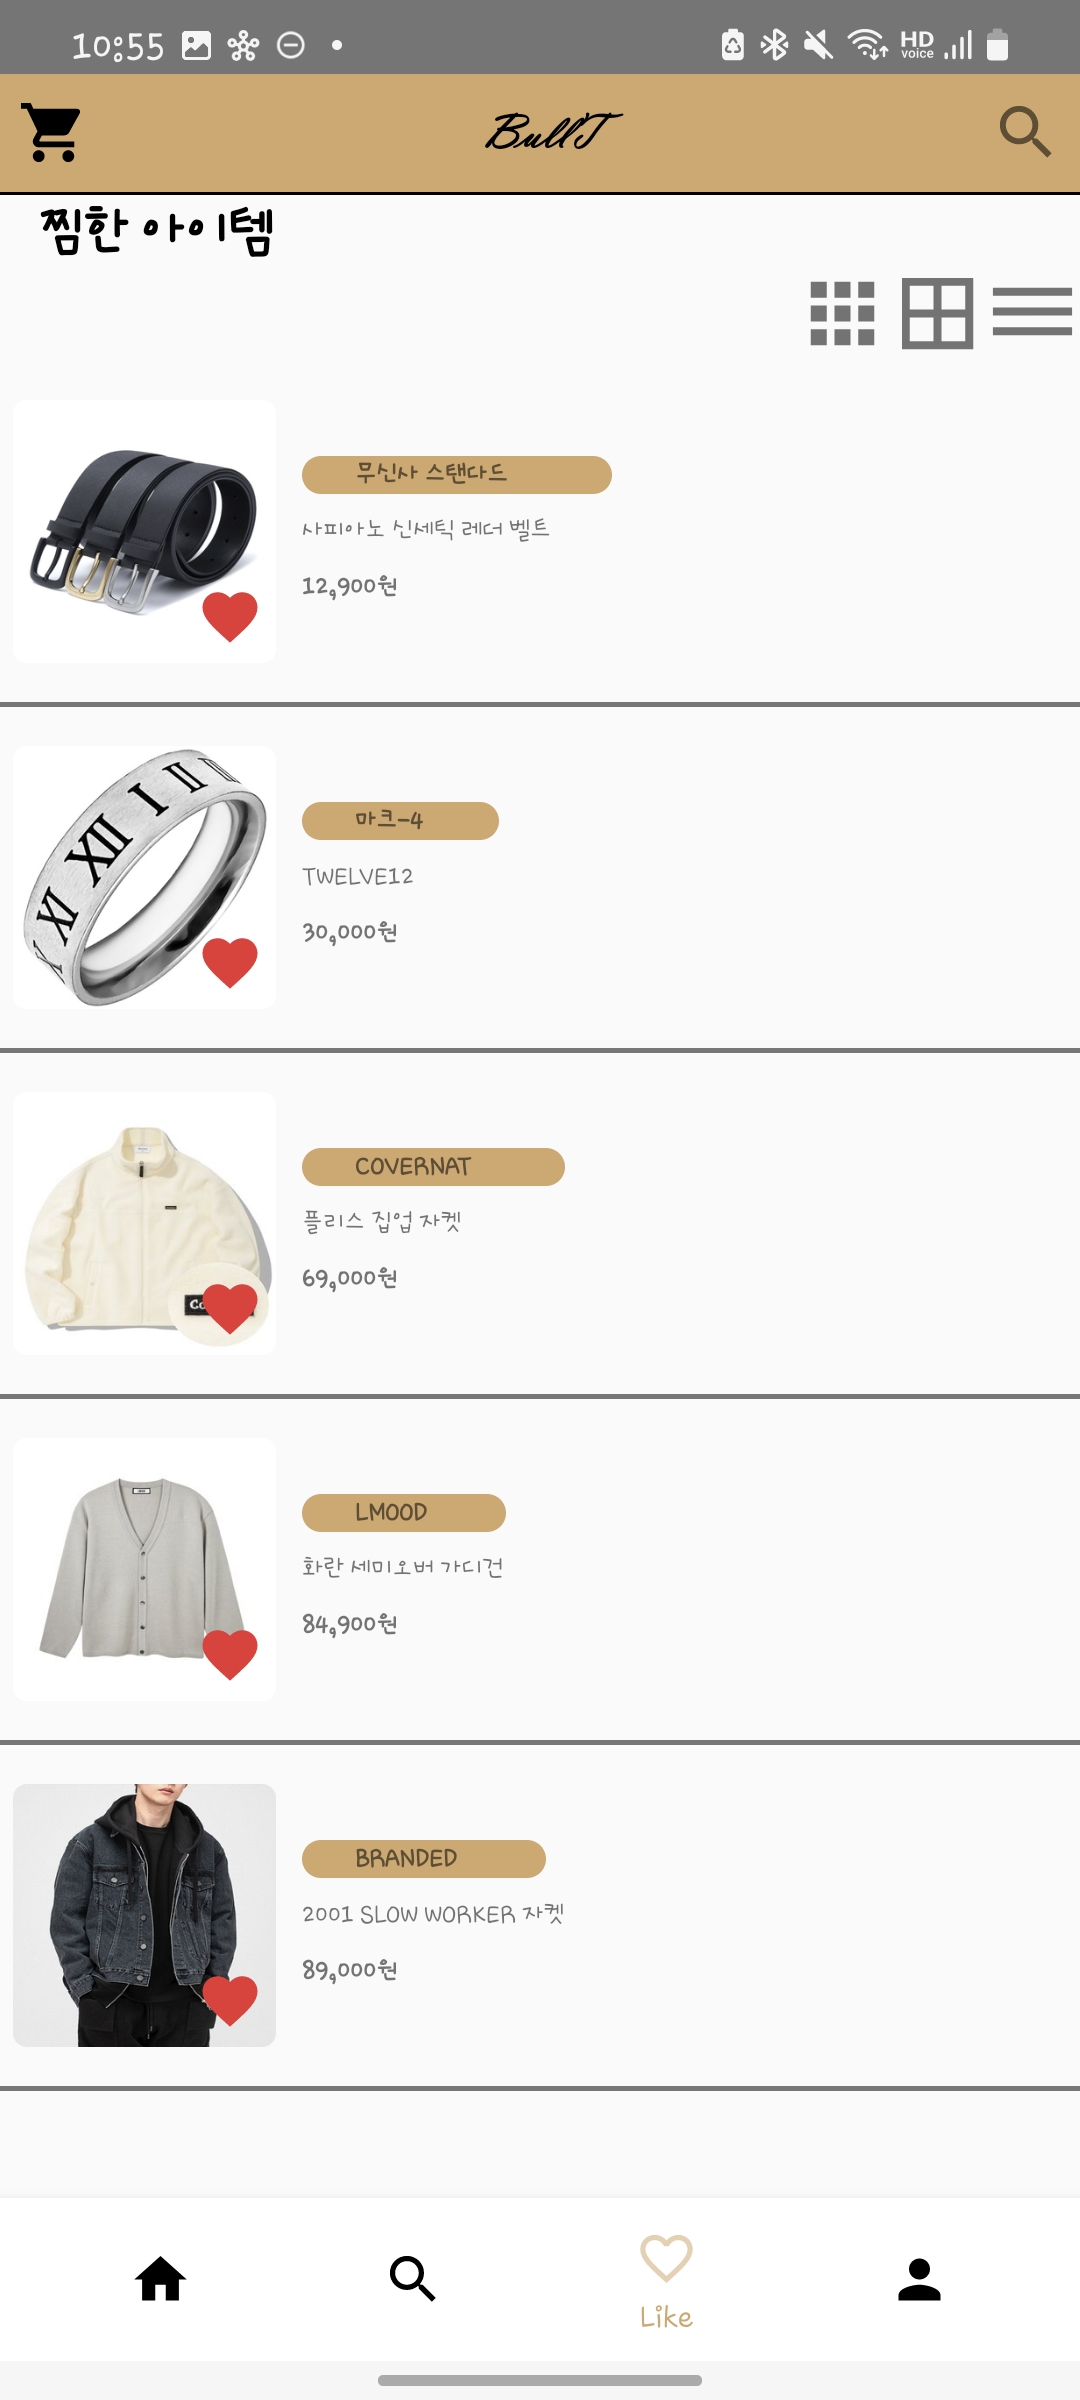 10:55
HD
voice
BullT
찜한 아이템
무신사 스탠다드
사피아노 신세틱 레더 벨트
12,900원
XI XII I II
마크-4
TWELVE12
30,000원
Co
COVERNAT
플리스 집업 자켓
69,000원
LMOOD
화란 세미오버 가디건
84,900원
BRANDED
2001 SLOW WORKER 자켓
89,000원
Like